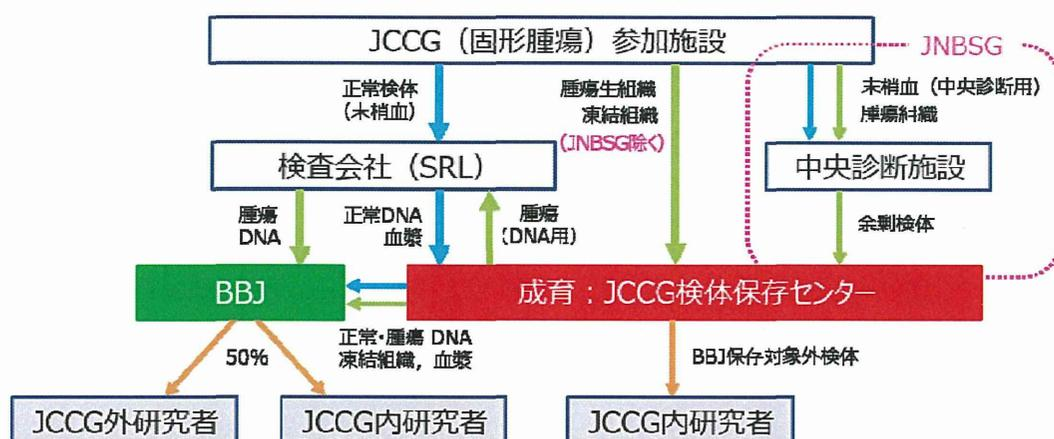 JCCG（固形腫瘍）参加施設
JNBSG
正常検体
（末梢血）
腫瘍生組織
凍結組織
（JNBSG除く）
末梢血（中央診断用）
腫瘍組織
検査会社（SRL）
中央診断施設
腫瘍
DNA
正常DNA
血漿
腫瘍
（DNA用）
余剰検体
BBJ
成育：JCCG検体保存センター
正常・腫瘍 DNA
凍結組織，血漿
50%
BBJ保存対象外検体
JCCG外研究者
JCCG内研究者
JCCG内研究者